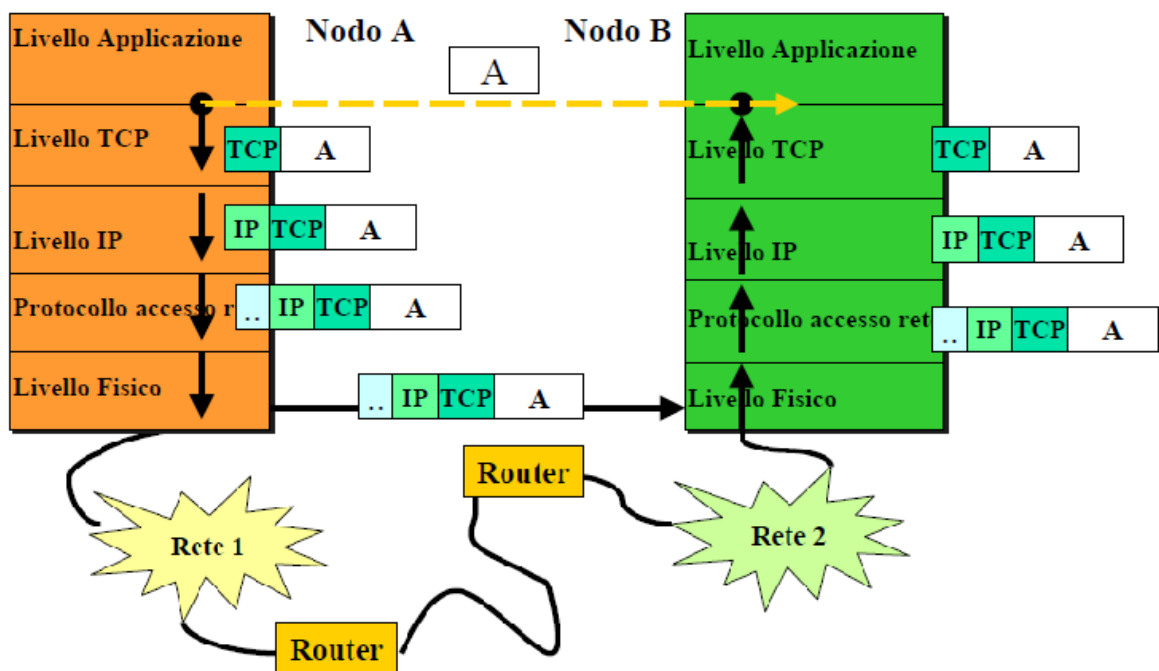 Livello Applicazione
Nodo A
Nodo B
Livello Applicazione
A
Livello TCP
TCP A
Livello TCP
TCP A
Livello IP
IP TCP A
Livello IP
IP TCP A
Protocollo accesso r
.. IP TCP A
Protocollo accesso rete
.. IP TCP A
Livello Fisico
.. IP TCP A
Livello Fisico
Router
Rete 1
Rete 2
Router